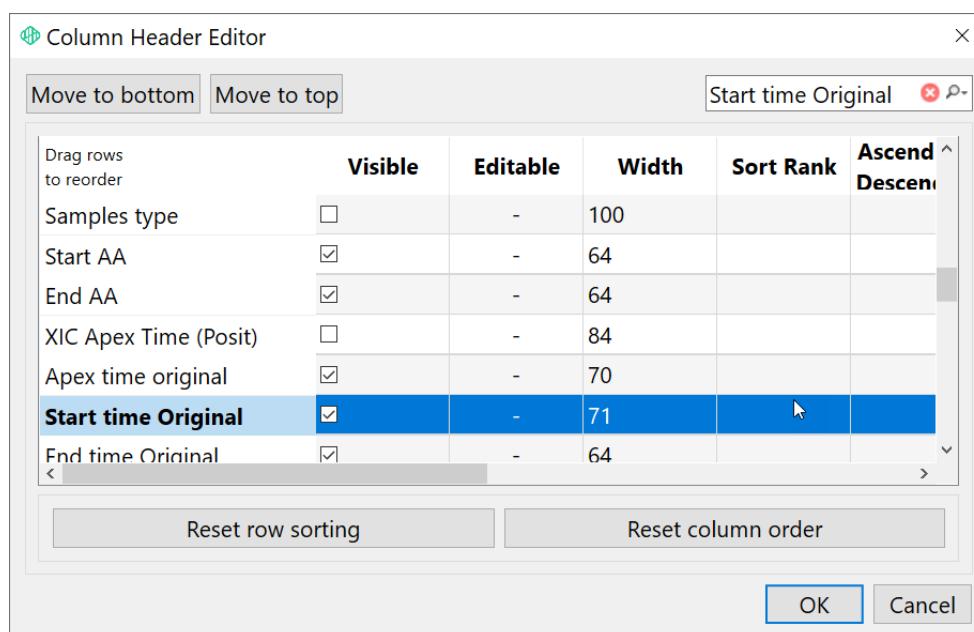 Column Header Editor
Move to bottom Move to top Start time Original
Drag rows
to reorder
Visible Editable Width Sort Rank Ascend
Descen
Samples type - 100
Start AA - 64
End AA - 64
XIC Apex Time (Posit) - 84
Apex time original - 70
Start time Original - 71
End time Original - 64
Reset row sorting Reset column order
OK Cancel